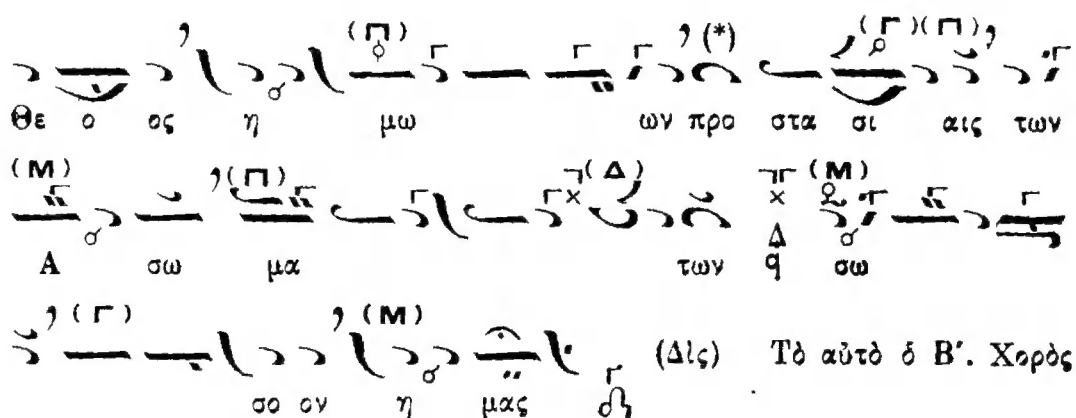 (Π) (*) (Γ) (Π)
Θε ο ος η μω ων προ στα σι αις των
(Μ) (Π) (Δ) (Μ)
Α σω μα των Δ q σω
(Γ) (Μ)
σο ον η μας (Δὶς) Τὸ αὐτὸ ὁ Β΄. Χορὸς